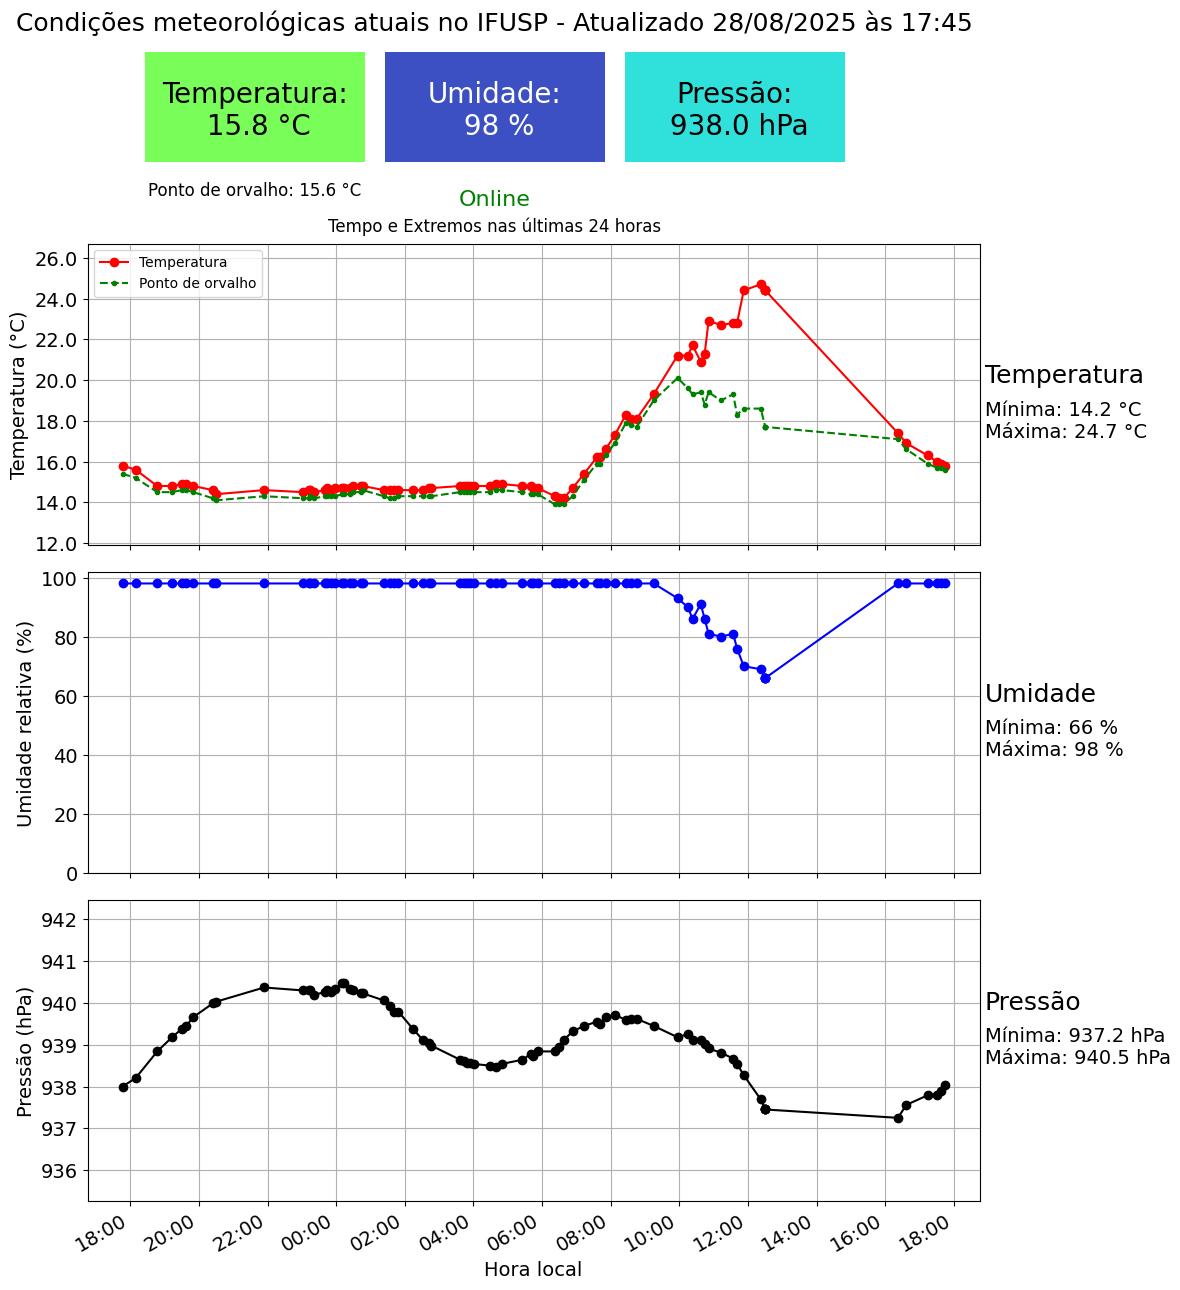 Condições meteorológicas atuais no IFUSP - Atualizado 28/08/2025 às 17:45
Temperatura:
15.8 °C
Umidade:
98 %
Pressão:
938.0 hPa
Ponto de orvalho: 15.6 °C
Online
Tempo e Extremos nas últimas 24 horas
Temperatura
Ponto de orvalho
Temperatura (°C)
26.0
24.0
22.0
20.0
18.0
16.0
14.0
12.0
Temperatura
Mínima: 14.2 °C
Máxima: 24.7 °C
Umidade relativa (%)
100
80
60
40
20
0
Umidade
Mínima: 66 %
Máxima: 98 %
Pressão (hPa)
942
941
940
939
938
937
936
Pressão
Mínima: 937.2 hPa
Máxima: 940.5 hPa
18:00 20:00 22:00 00:00 02:00 04:00 06:00 08:00 10:00 12:00 14:00 16:00 18:00
Hora local